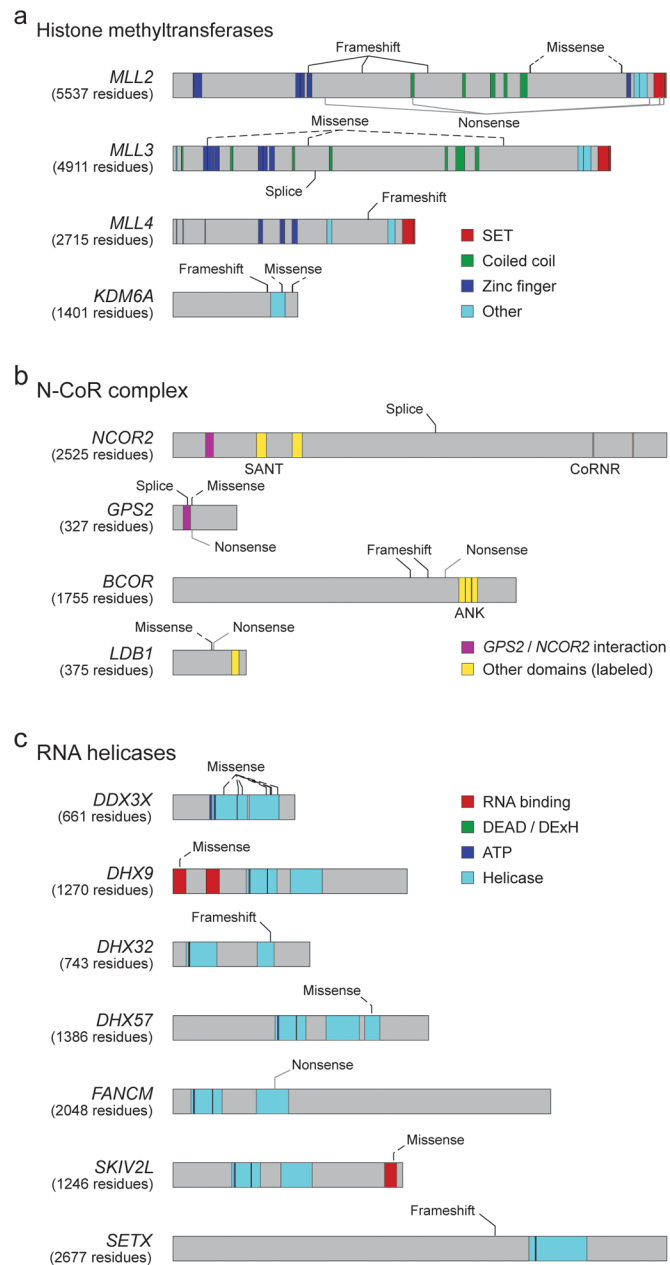 a
Histone methyltransferases
Frameshift
Missense
MLL2
(5537 residues)
Nonsense
Missense
MLL3
(4911 residues)
Splice
Frameshift
MLL4
(2715 residues)
SET
Coiled coil
Zinc finger
Other
Frameshift Missense
KDM6A
(1401 residues)
b
N-CoR complex
Splice
NCOR2
(2525 residues)
SANT
CoRNR
Splice Missense
GPS2
(327 residues)
Nonsense
Frameshift Nonsense
BCOR
(1755 residues)
ANK
Missense Nonsense
LDB1
(375 residues)
GPS2 / NCOR2 interaction
Other domains (labeled)
c
RNA helicases
Missense
DDX3X
(661 residues)
RNA binding
DEAD / DExH
ATP
Helicase
Missense
DHX9
(1270 residues)
Frameshift
DHX32
(743 residues)
Missense
DHX57
(1386 residues)
Nonsense
FANCM
(2048 residues)
Missense
SKIV2L
(1246 residues)
Frameshift
SETX
(2677 residues)